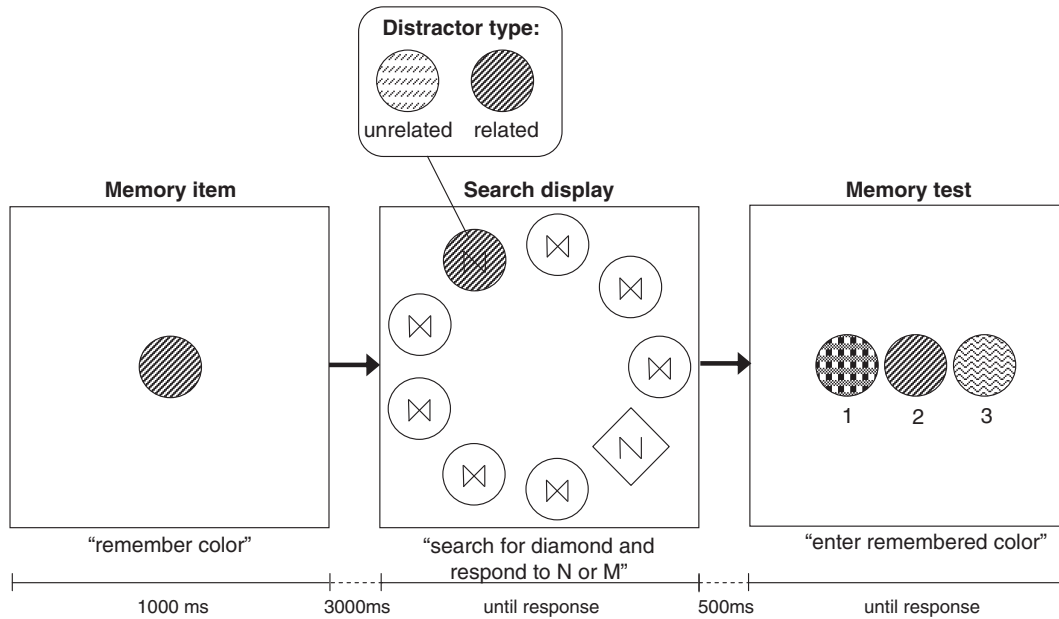 Distractor type:
unrelated related
Memory item
Search display
Memory test
N
1 2 3
“remember color”
“search for diamond and
respond to N or M”
“enter remembered color”
1000 ms
3000ms
until response
500ms
until response